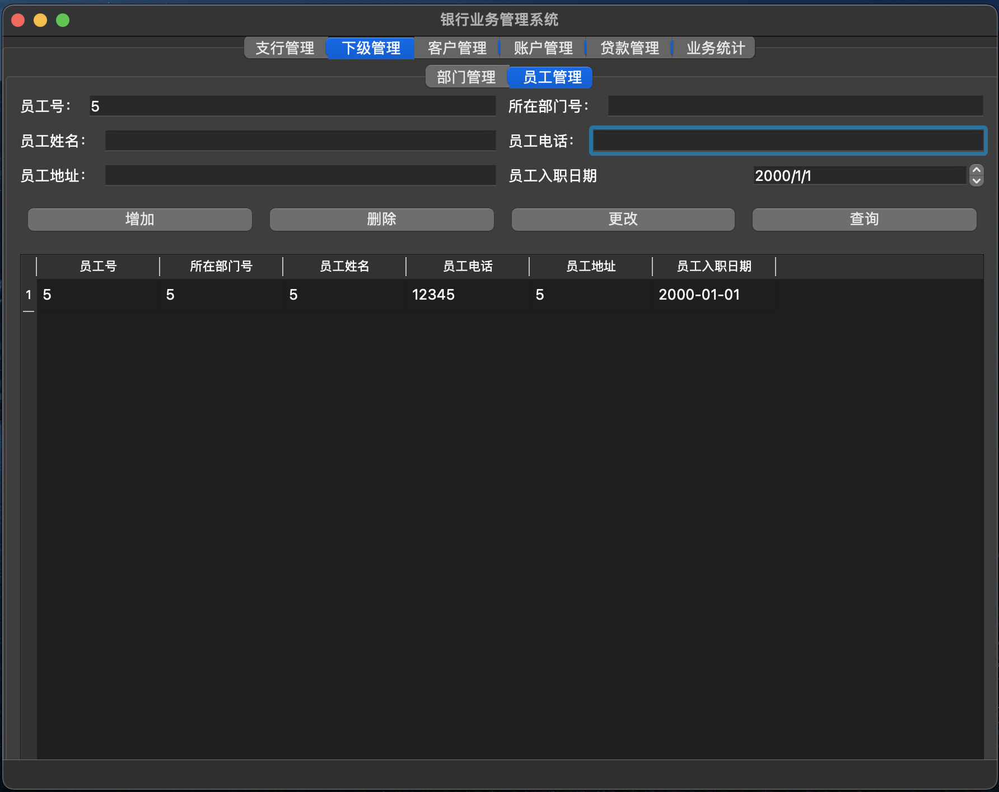 银行业务管理系统
支行管理 下级管理 客户管理 账户管理 贷款管理 业务统计
部门管理 员工管理
员工号： 5 所在部门号：
员工姓名： 员工电话：
员工地址： 员工入职日期 2000/1/1
增加 删除 更改 查询
员工号 所在部门号 员工姓名 员工电话 员工地址 员工入职日期
1 5 5 5 12345 5 2000-01-01